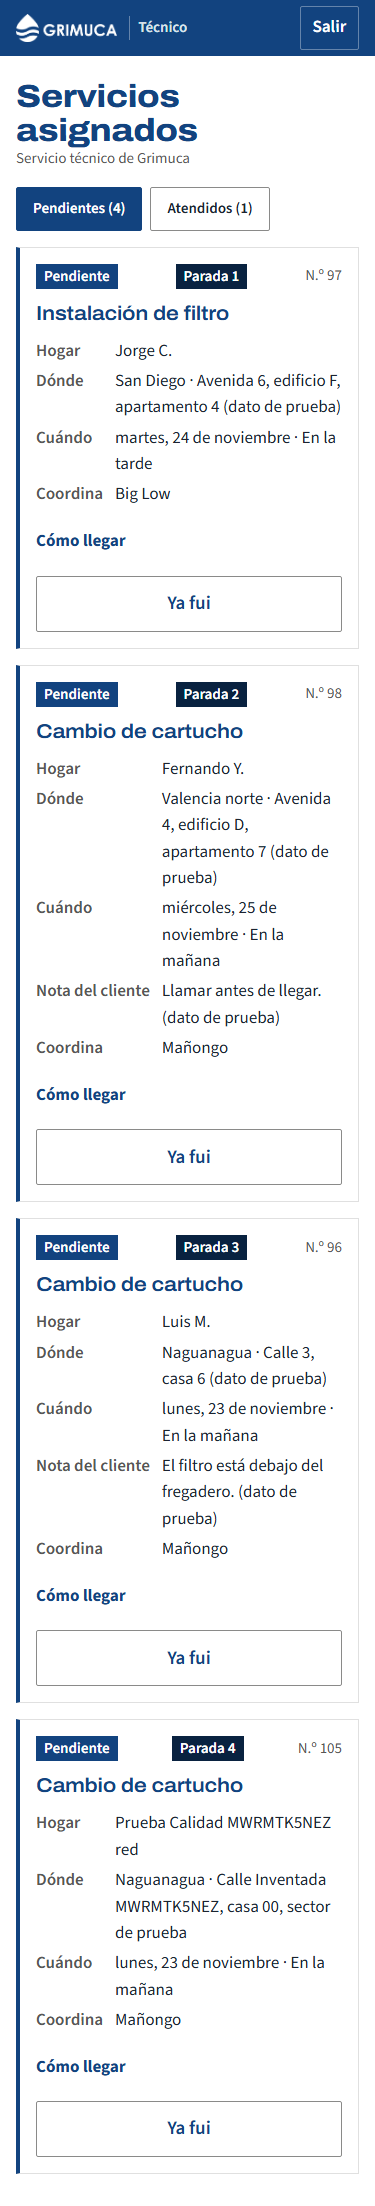 GRIMUCA Técnico Salir
Servicios
asignados
Servicio técnico de Grimuca
Pendientes (4) Atendidos (1)
Pendiente Parada 1 N.º 97
Instalación de filtro
Hogar Jorge C.
Dónde San Diego · Avenida 6, edificio F,
apartamento 4 (dato de prueba)
Cuándo martes, 24 de noviembre · En la
tarde
Coordina Big Low
Cómo llegar
Ya fui
Pendiente Parada 2 N.º 98
Cambio de cartucho
Hogar Fernando Y.
Dónde Valencia norte · Avenida
4, edificio D,
apartamento 7 (dato de
prueba)
Cuándo miércoles, 25 de
noviembre · En la
mañana
Nota del cliente Llamar antes de llegar.
(dato de prueba)
Coordina Mañongo
Cómo llegar
Ya fui
Pendiente Parada 3 N.º 96
Cambio de cartucho
Hogar Luis M.
Dónde Naguanagua · Calle 3,
casa 6 (dato de prueba)
Cuándo lunes, 23 de noviembre ·
En la mañana
Nota del cliente El filtro está debajo del
fregadero. (dato de
prueba)
Coordina Mañongo
Cómo llegar
Ya fui
Pendiente Parada 4 N.º 105
Cambio de cartucho
Hogar Prueba Calidad MWRMTK5NEZ
red
Dónde Naguanagua · Calle Inventada
MWRMTK5NEZ, casa 00, sector
de prueba
Cuándo lunes, 23 de noviembre · En la
mañana
Coordina Mañongo
Cómo llegar
Ya fui